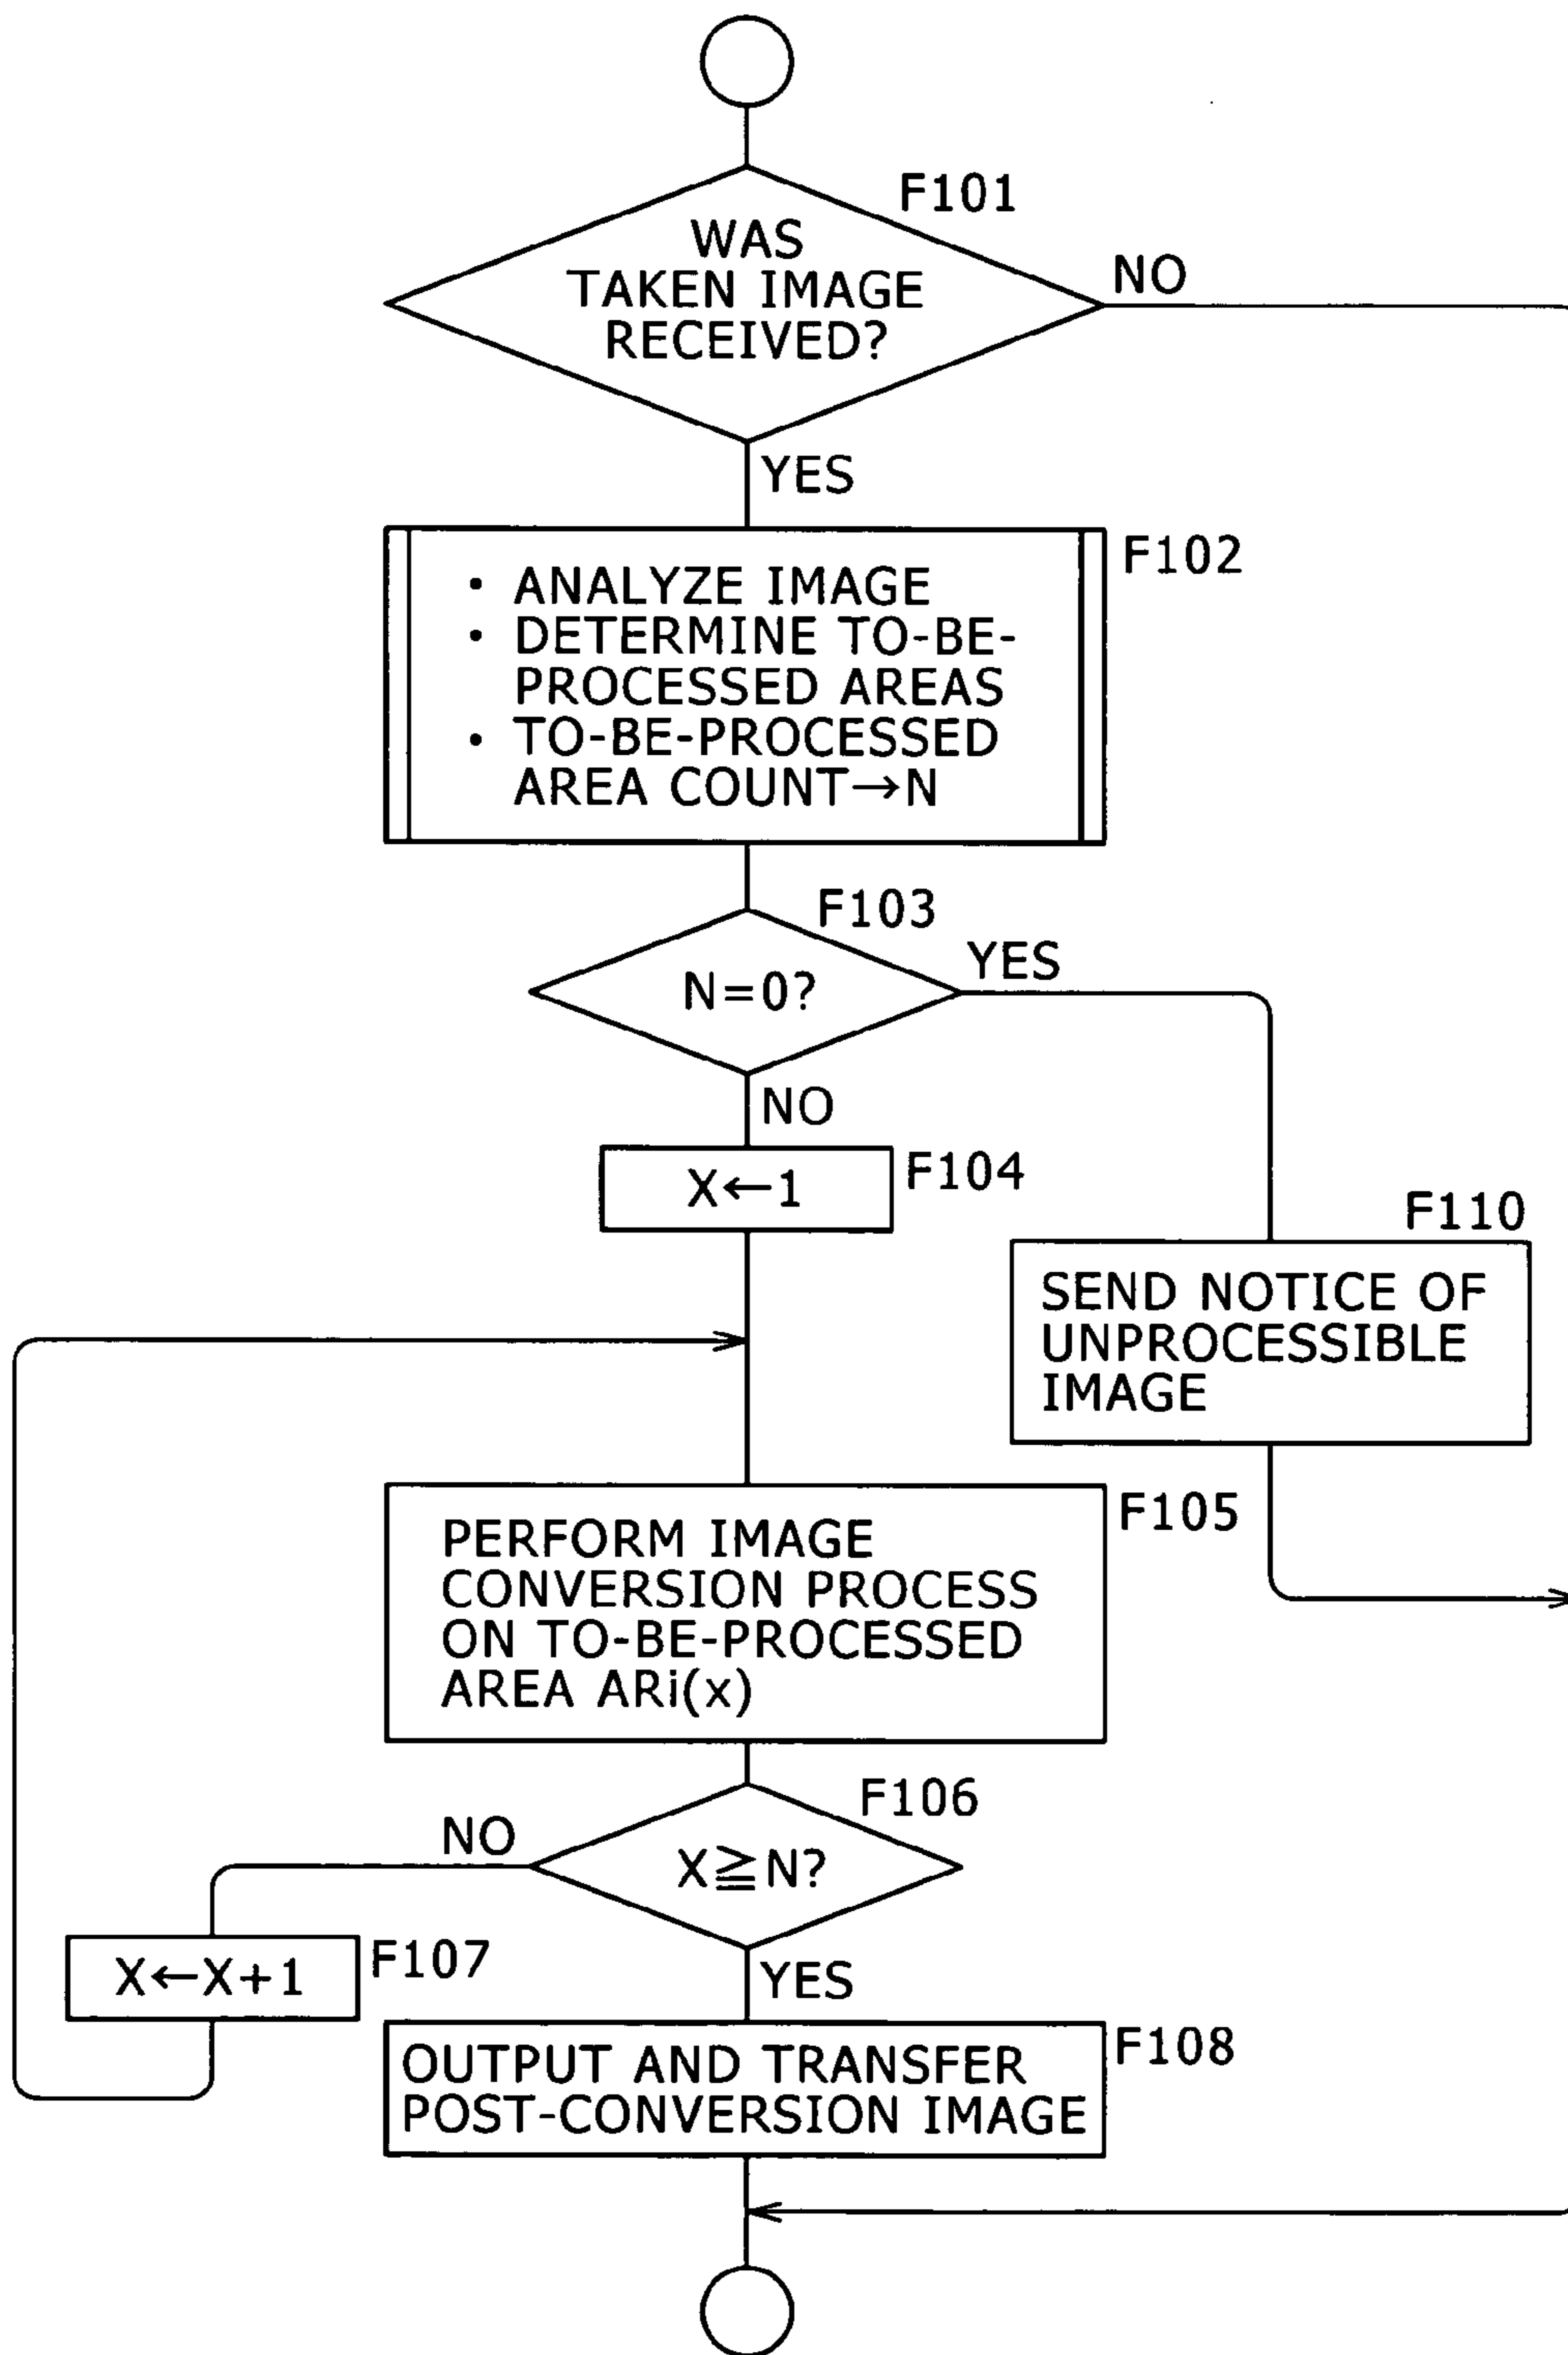 F101
WAS
TAKEN IMAGE
RECEIVED?
NO
YES
F102
· ANALYZE IMAGE
· DETERMINE TO-BE-
PROCESSED AREAS
· TO-BE-PROCESSED
AREA COUNT→N
F103
N=0?
YES
NO
X←1
F104
F110
SEND NOTICE OF
UNPROCESSIBLE
IMAGE
F105
PERFORM IMAGE
CONVERSION PROCESS
ON TO-BE-PROCESSED
AREA ARi(x)
F106
NO
X≧N?
F107
X←X+1
YES
F108
OUTPUT AND TRANSFER
POST-CONVERSION IMAGE